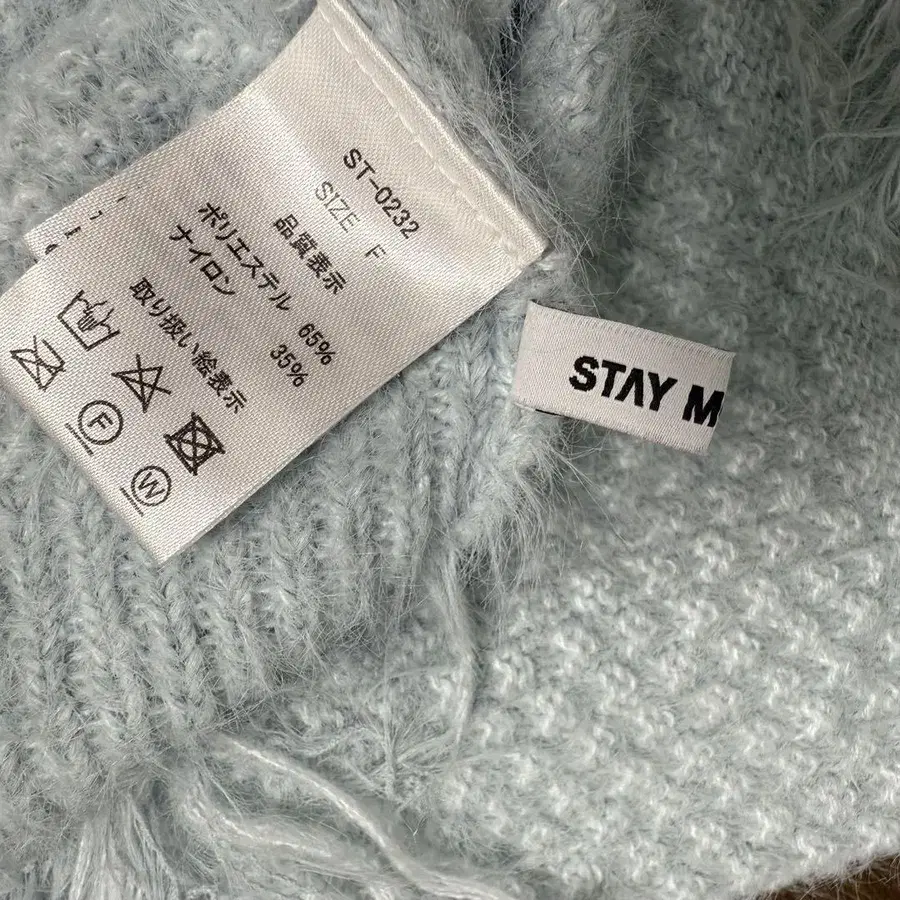 ST-0232
SIZE F
品質表示
ポリエステル 65%
ナイロン 35%
取り扱い絵表示
F
W
STAY M